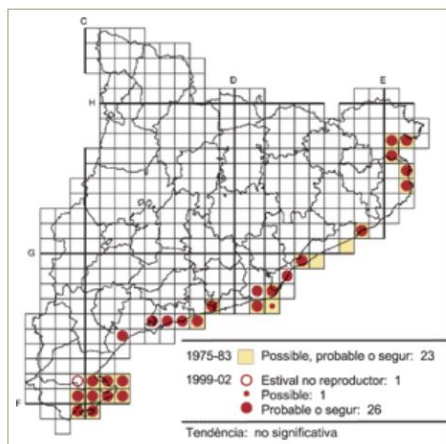 C
D
E
H
G
F
1975-83 Possible, probable o segur: 23
1999-02 Estival no reproductor: 1
Possible: 1
Probable o segur: 26
Tendència: no significativa